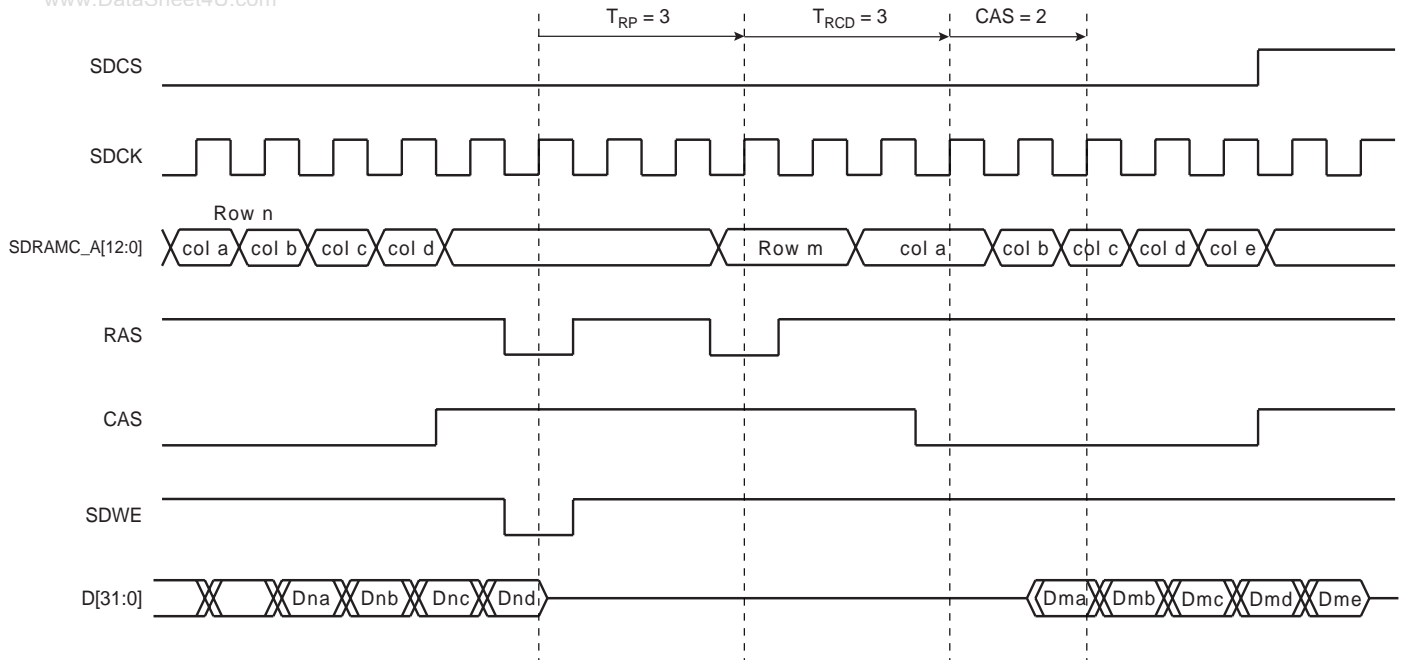 www.DataSheet4U.com
T_RP = 3 T_RCD = 3 CAS = 2
SDCS
SDCK
Row n
SDRAMC_A[12:0] col a col b col c col d Row m col a col b col c col d col e
RAS
CAS
SDWE
D[31:0] Dna Dnb Dnc Dnd Dma Dmb Dmc Dmd Dme